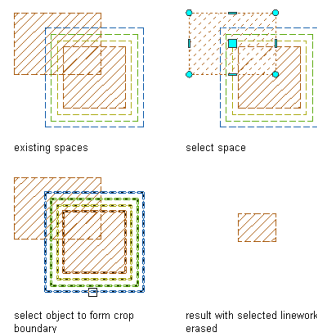 existing spaces
select space
select object to form crop
boundary
result with selected linework
erased